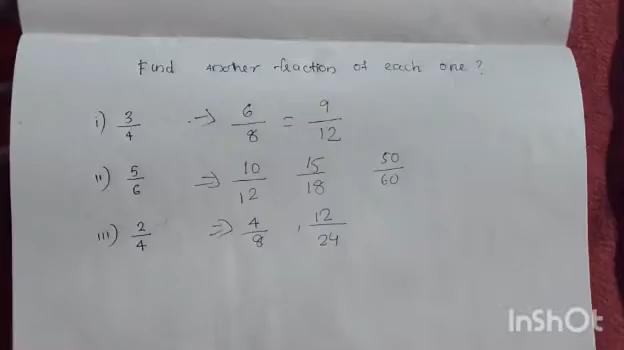 Find another fraction of each one?
i) 3/4 .→ 6/8 = 9/12
ii) 5/6 ⇒ 10/12 15/18 50/60
iii) 2/4 ⇒ 4/8 , 12/24
InShOt